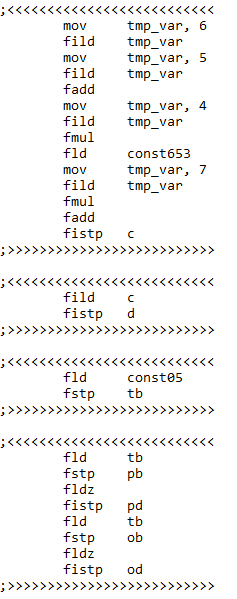 ;<<<<<<<<<<<<<<<<<<<<<<<<<<
mov tmp_var, 6
fild tmp_var
mov tmp_var, 5
fild tmp_var
fadd
mov tmp_var, 4
fild tmp_var
fmul
fld const653
mov tmp_var, 7
fild tmp_var
fmul
fadd
fistp c
;>>>>>>>>>>>>>>>>>>>>>>>>>>
;<<<<<<<<<<<<<<<<<<<<<<<<<<
fild c
fistp d
;>>>>>>>>>>>>>>>>>>>>>>>>>>
;<<<<<<<<<<<<<<<<<<<<<<<<<<
fld const05
fstp tb
;>>>>>>>>>>>>>>>>>>>>>>>>>>
;<<<<<<<<<<<<<<<<<<<<<<<<<<
fld tb
fstp pb
fldz
fistp pd
fld tb
fstp ob
fldz
fistp od
;>>>>>>>>>>>>>>>>>>>>>>>>>>